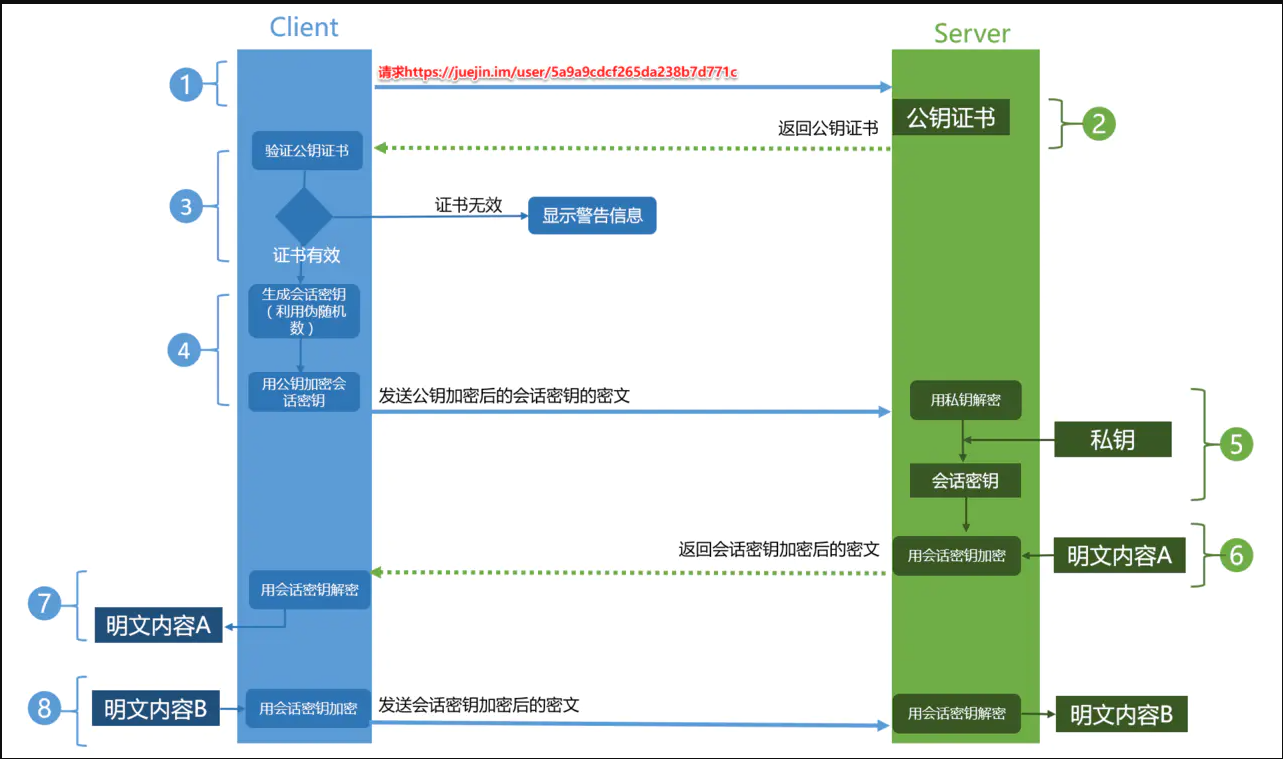 Client
Server
1
请求https://juejin.im/user/5a9a9cdcf265da238b7d771c
公钥证书
2
返回公钥证书
验证公钥证书
3
证书无效
显示警告信息
证书有效
生成会话密钥
（利用伪随机
数）
4
用公钥加密会
话密钥
发送公钥加密后的会话密钥的密文
用私钥解密
私钥
5
会话密钥
返回会话密钥加密后的密文
用会话密钥加密
明文内容A
6
用会话密钥解密
7
明文内容A
8
明文内容B
用会话密钥加密
发送会话密钥加密后的密文
用会话密钥解密
明文内容B